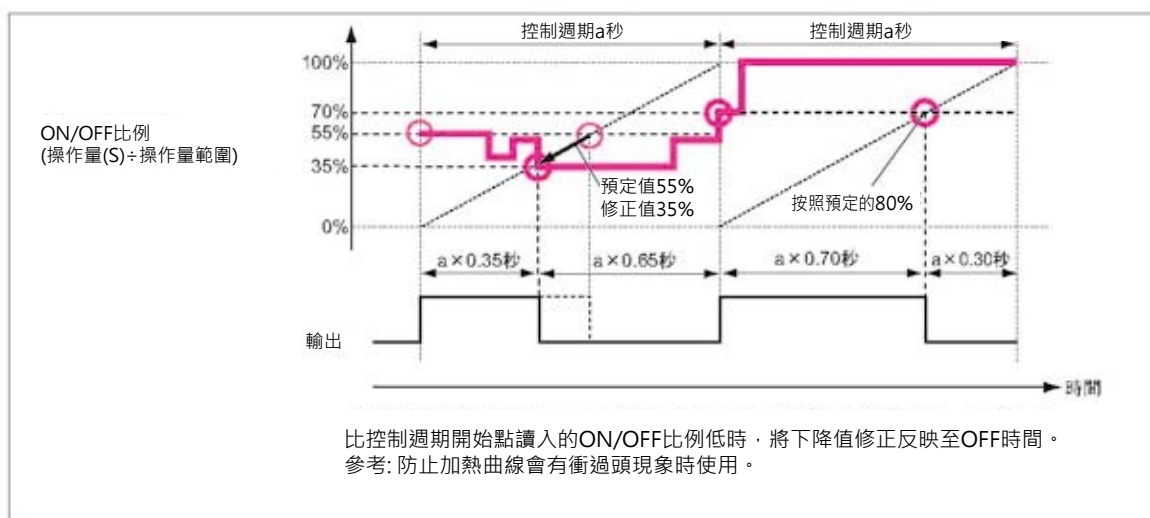 控制週期a秒
控制週期a秒
100%
70%
55%
35%
0%
ON/OFF比例
(操作量(S)÷操作量範圍)
預定值55%
修正值35%
按照預定的80%
a×0.35秒
a×0.65秒
a×0.70秒
a×0.30秒
輸出
時間
比控制週期開始點讀入的ON/OFF比例低時，將下降值修正反映至OFF時間。
參考: 防止加熱曲線會有衝過頭現象時使用。